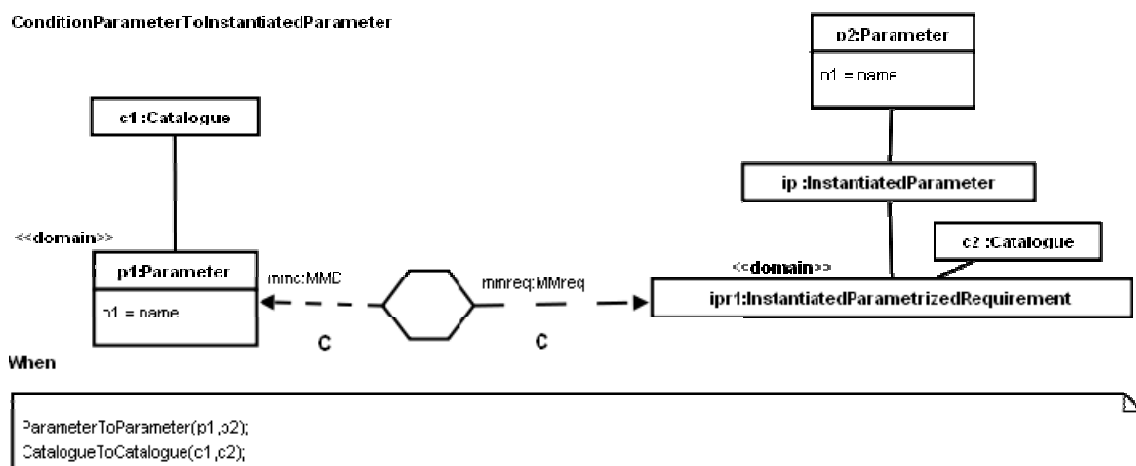 ConditionParameterToInstantiatedParameter
p2:Parameter
n1 = name
c1:Catalogue
ip :InstantiatedParameter
<<domain>>
c2 :Catalogue
p1:Parameter
mmc:MMC
mmreq:MMreq
<<domain>>
n1 = name
ipr1:InstantiatedParametrizedRequirement
C
C
When
ParameterToParameter(p1,p2);
CatalogueToCatalogue(c1,c2);